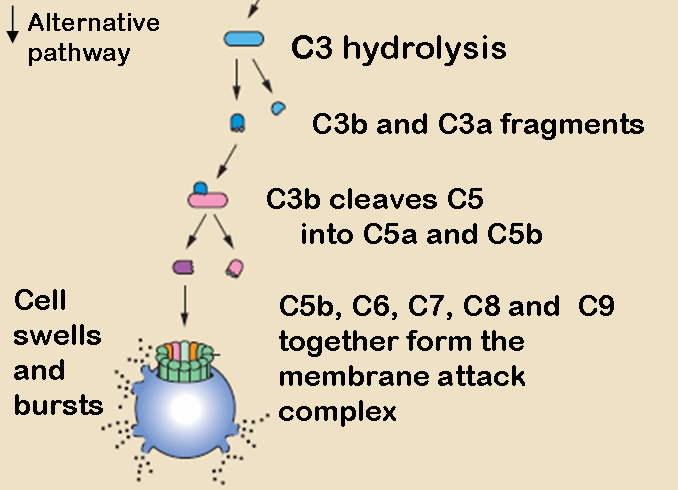 Alternative
pathway
C3 hydrolysis
C3b and C3a fragments
C3b cleaves C5
into C5a and C5b
Cell
swells
and
bursts
C5b, C6, C7, C8 and C9
together form the
membrane attack
complex